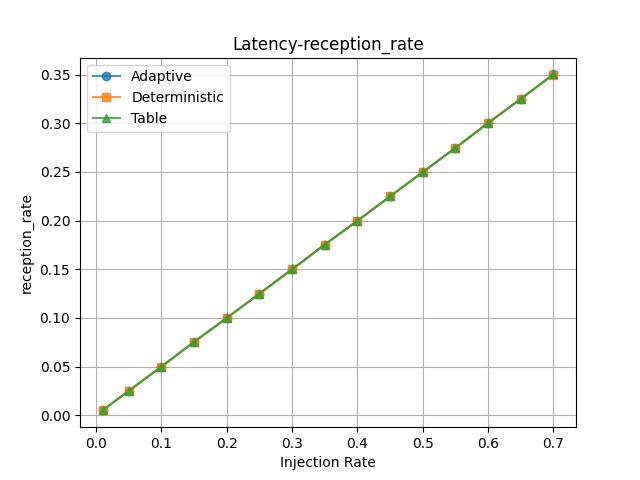 Latency-reception_rate
Adaptive
Deterministic
Table
0.35
0.30
0.25
0.20
0.15
0.10
0.05
0.00
reception_rate
0.0 0.1 0.2 0.3 0.4 0.5 0.6 0.7
Injection Rate